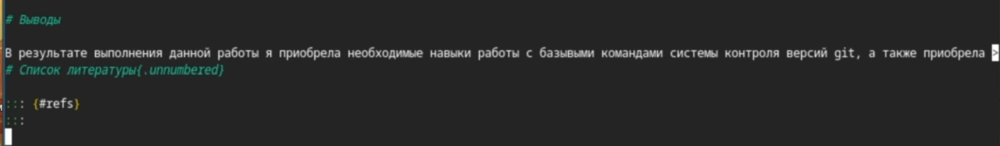 # Выводы
В результате выполнения данной работы я приобрела необходимые навыки работы с базывыми командами системы контроля версий git, а также приобрела >
# Список литературы{.unnumbered}
::: {#refs}
:::